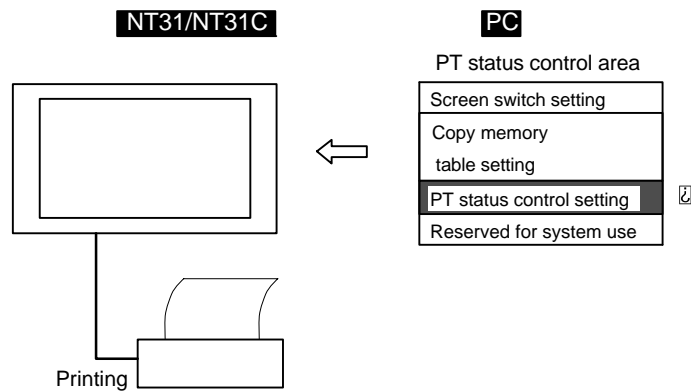 NT31/NT31C
PC
PT status control area
Screen switch setting
Copy memory
table setting
PT status control setting
¿
Reserved for system use
Printing